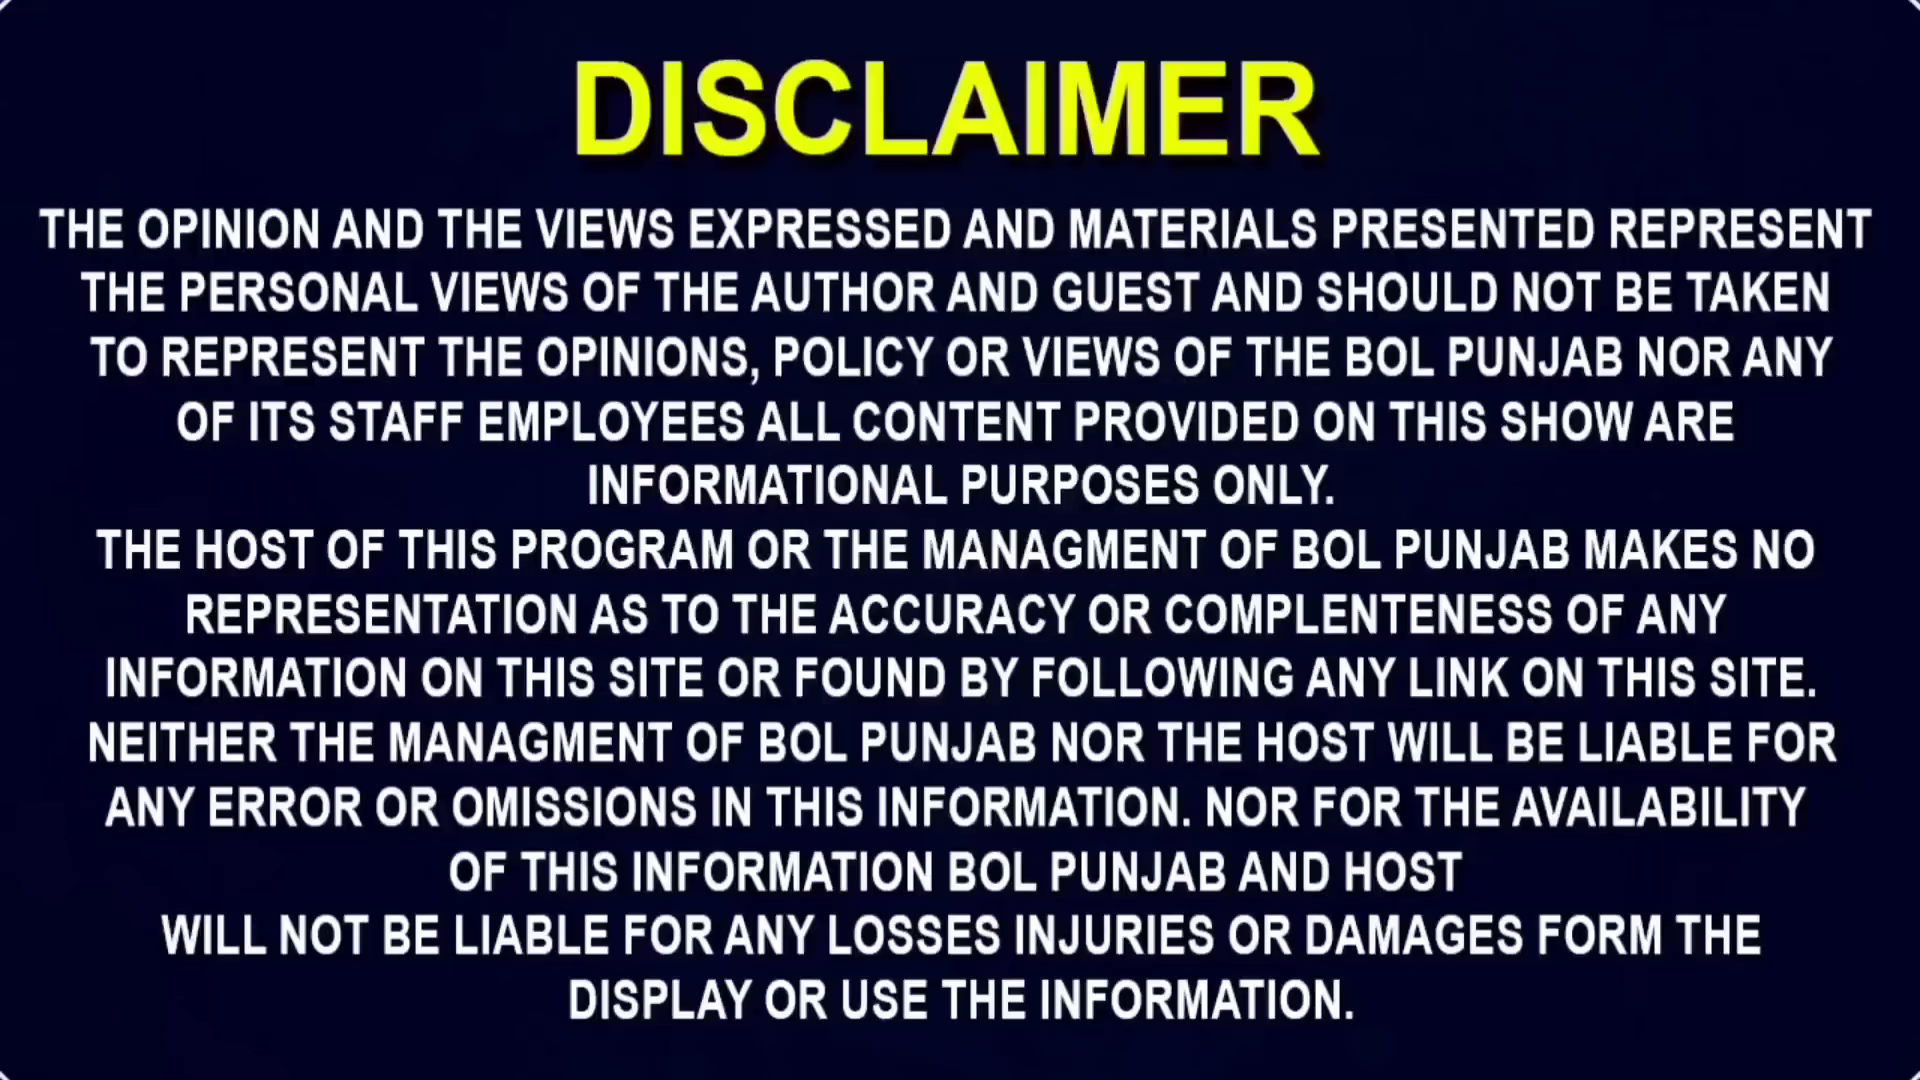 DISCLAIMER
THE OPINION AND THE VIEWS EXPRESSED AND MATERIALS PRESENTED REPRESENT
THE PERSONAL VIEWS OF THE AUTHOR AND GUEST AND SHOULD NOT BE TAKEN
TO REPRESENT THE OPINIONS, POLICY OR VIEWS OF THE BOL PUNJAB NOR ANY
OF ITS STAFF EMPLOYEES ALL CONTENT PROVIDED ON THIS SHOW ARE
INFORMATIONAL PURPOSES ONLY.
THE HOST OF THIS PROGRAM OR THE MANAGMENT OF BOL PUNJAB MAKES NO
REPRESENTATION AS TO THE ACCURACY OR COMPLENTENESS OF ANY
INFORMATION ON THIS SITE OR FOUND BY FOLLOWING ANY LINK ON THIS SITE.
NEITHER THE MANAGMENT OF BOL PUNJAB NOR THE HOST WILL BE LIABLE FOR
ANY ERROR OR OMISSIONS IN THIS INFORMATION. NOR FOR THE AVAILABILITY
OF THIS INFORMATION BOL PUNJAB AND HOST
WILL NOT BE LIABLE FOR ANY LOSSES INJURIES OR DAMAGES FORM THE
DISPLAY OR USE THE INFORMATION.